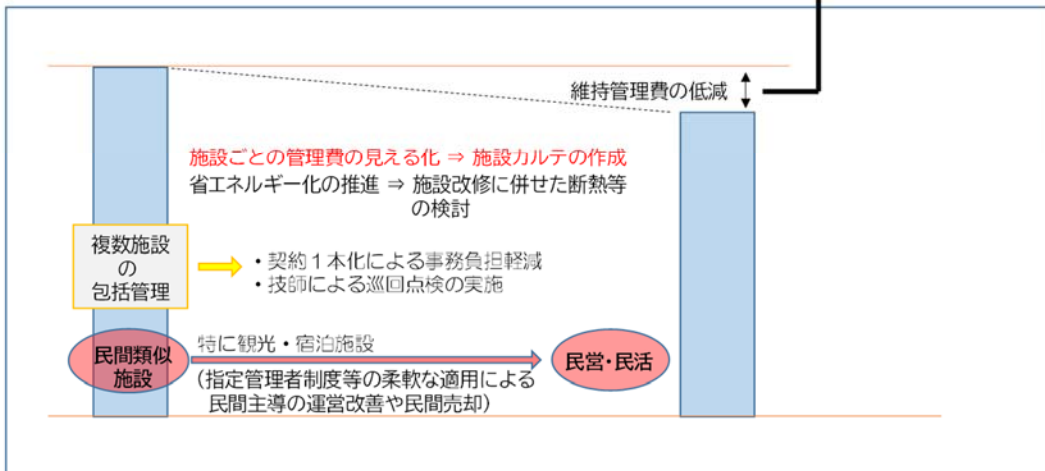 維持管理費の低減
施設ごとの管理費の見える化 ⇒ 施設カルテの作成
省エネルギー化の推進 ⇒ 施設改修に併せた断熱等
の検討
複数施設
の
包括管理
・契約１本化による事務負担軽減
・技師による巡回点検の実施
民間類似
施設
特に観光・宿泊施設
（指定管理者制度等の柔軟な適用による
民間主導の運営改善や民間売却）
民営・民活